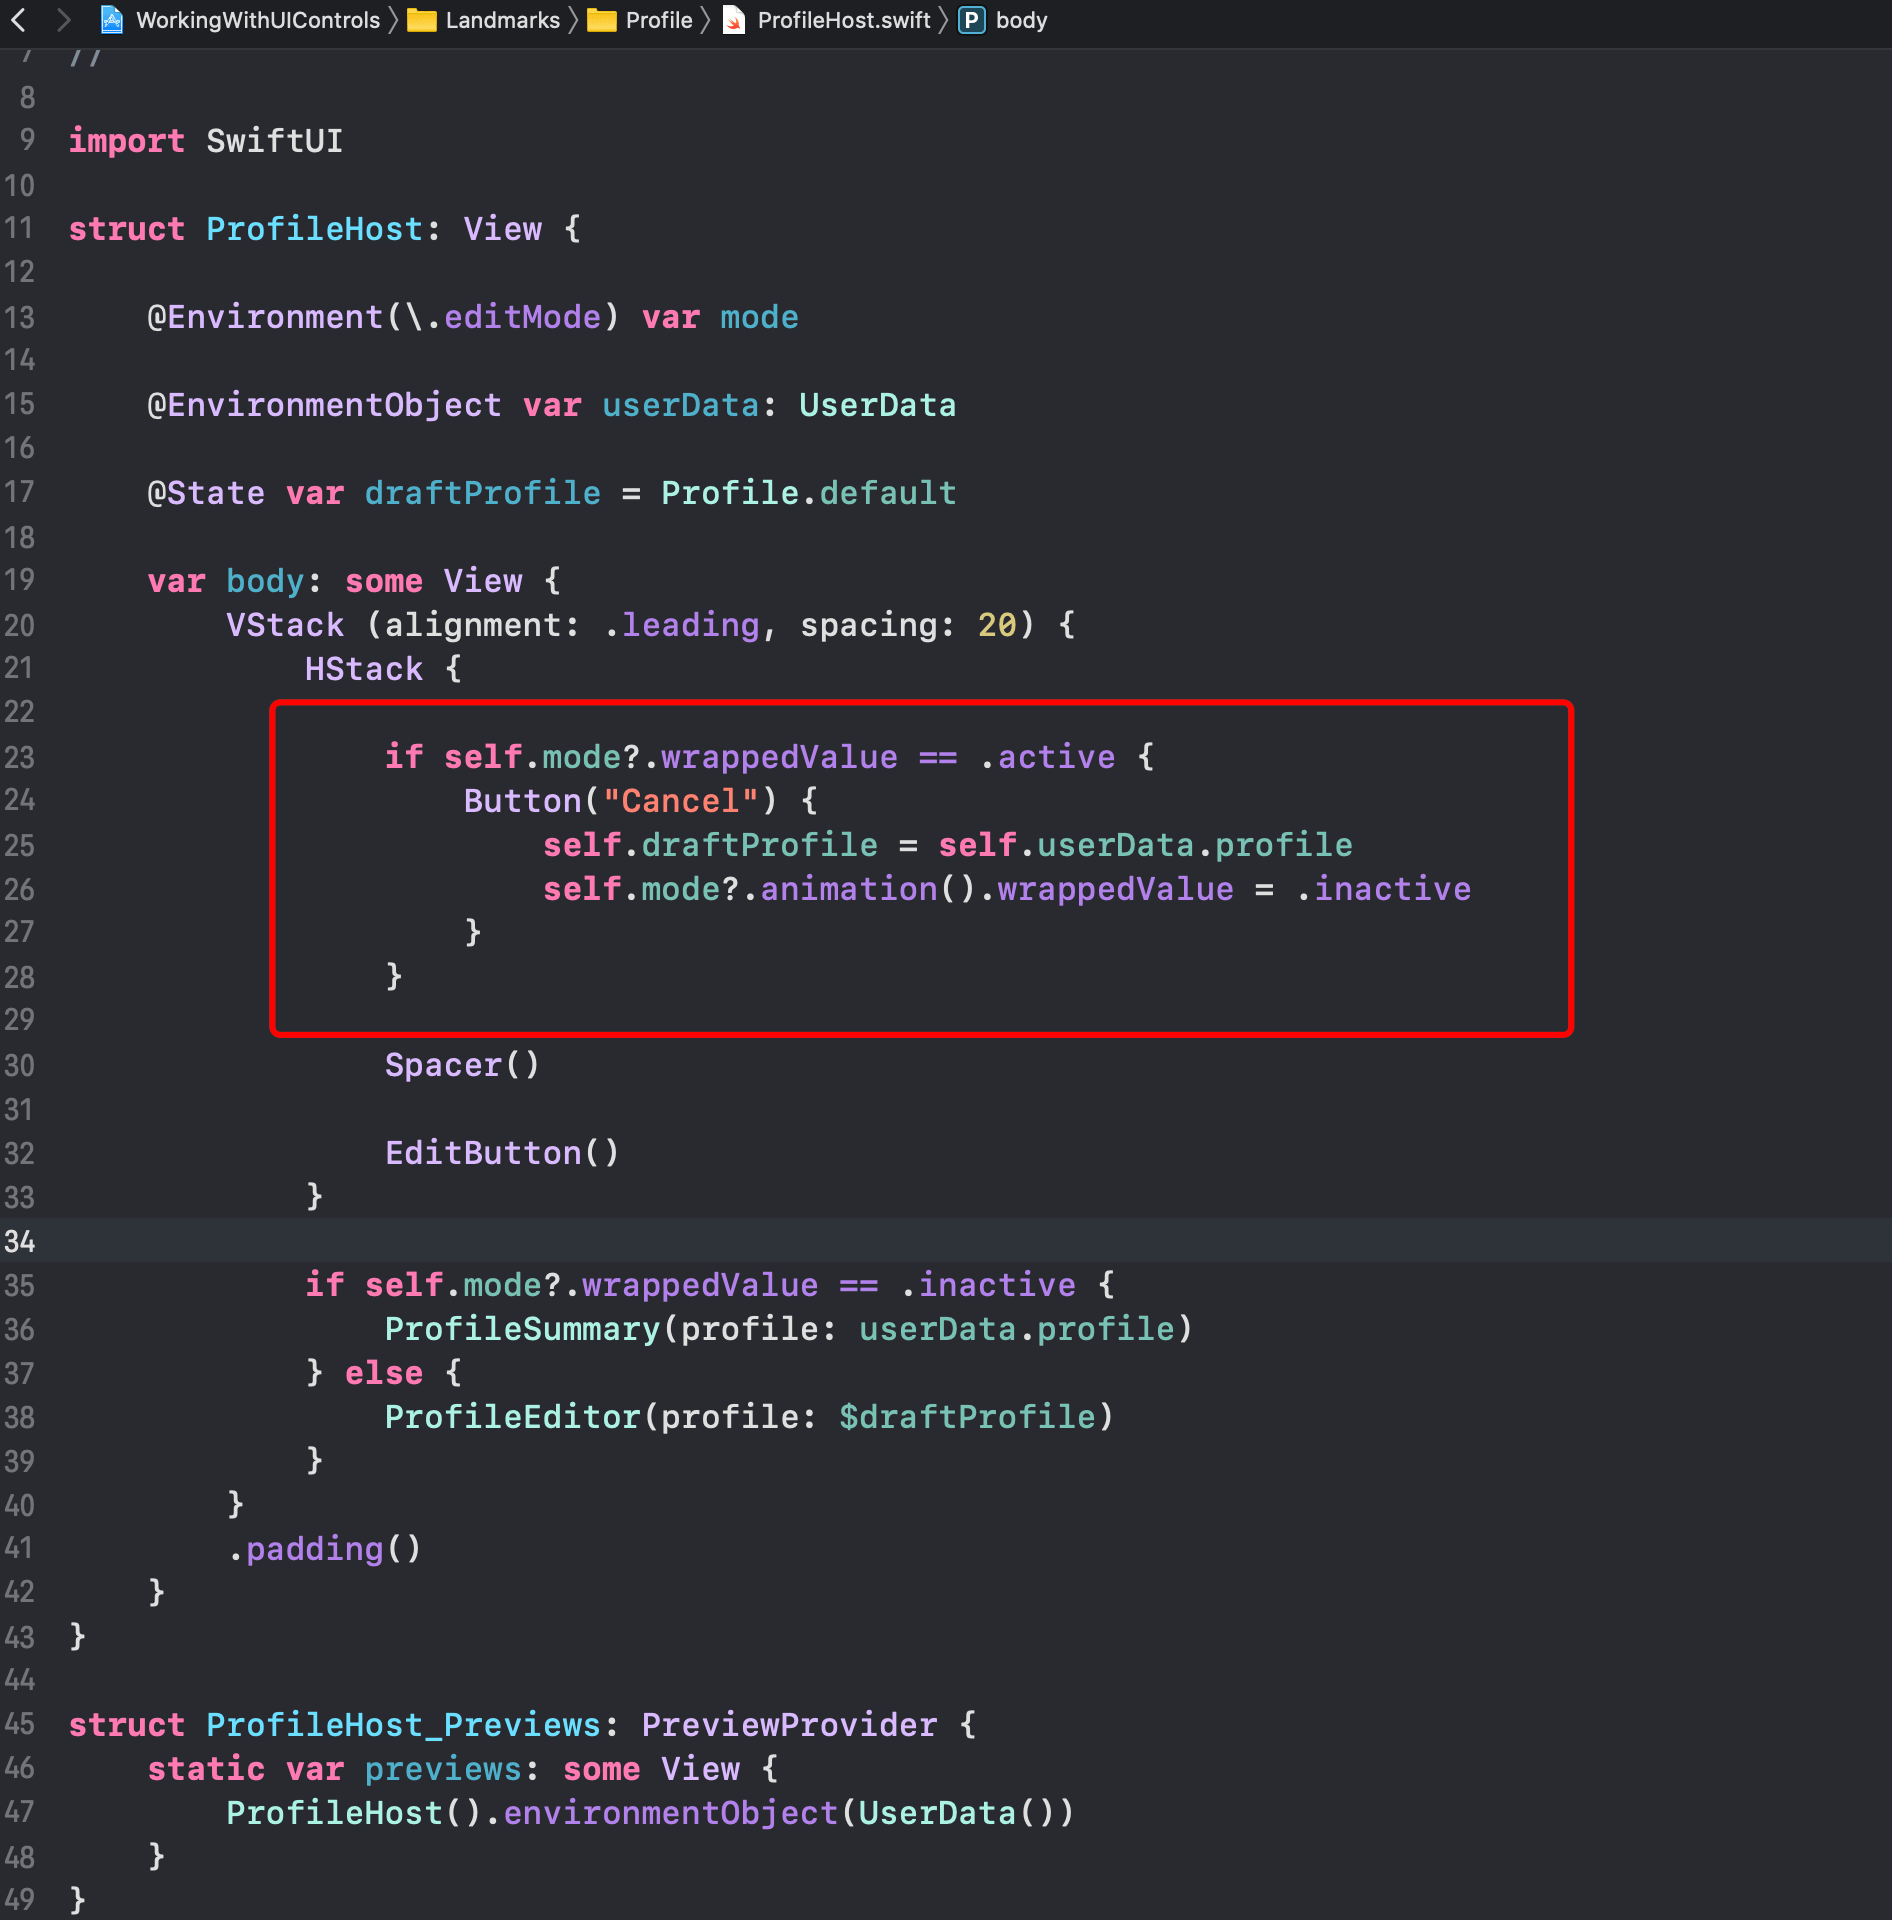 WorkingWithUIControls 〉 Landmarks 〉 Profile 〉 ProfileHost.swift 〉 P body
7 //
8
9 import SwiftUI
10
11 struct ProfileHost: View {
12
13     @Environment(\.editMode) var mode
14
15     @EnvironmentObject var userData: UserData
16
17     @State var draftProfile = Profile.default
18
19     var body: some View {
20         VStack (alignment: .leading, spacing: 20) {
21             HStack {
22
23                 if self.mode?.wrappedValue == .active {
24                     Button("Cancel") {
25                         self.draftProfile = self.userData.profile
26                         self.mode?.animation().wrappedValue = .inactive
27                     }
28                 }
29
30                 Spacer()
31
32                 EditButton()
33             }
34
35             if self.mode?.wrappedValue == .inactive {
36                 ProfileSummary(profile: userData.profile)
37             } else {
38                 ProfileEditor(profile: $draftProfile)
39             }
40         }
41         .padding()
42     }
43 }
44
45 struct ProfileHost_Previews: PreviewProvider {
46     static var previews: some View {
47         ProfileHost().environmentObject(UserData())
48     }
49 }